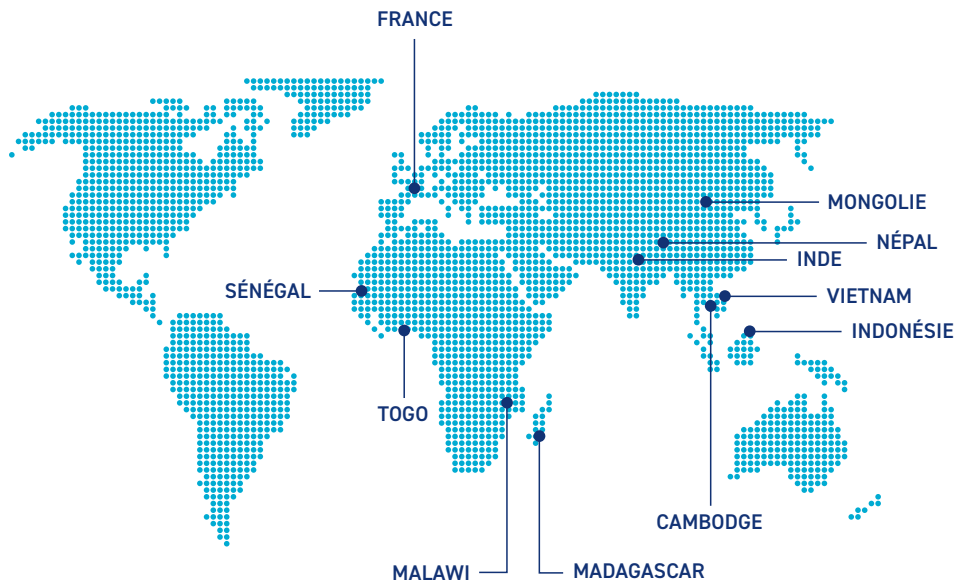 FRANCE
MONGOLIE
NÉPAL
INDE
SÉNÉGAL
VIETNAM
INDONÉSIE
TOGO
CAMBODGE
MALAWI
MADAGASCAR